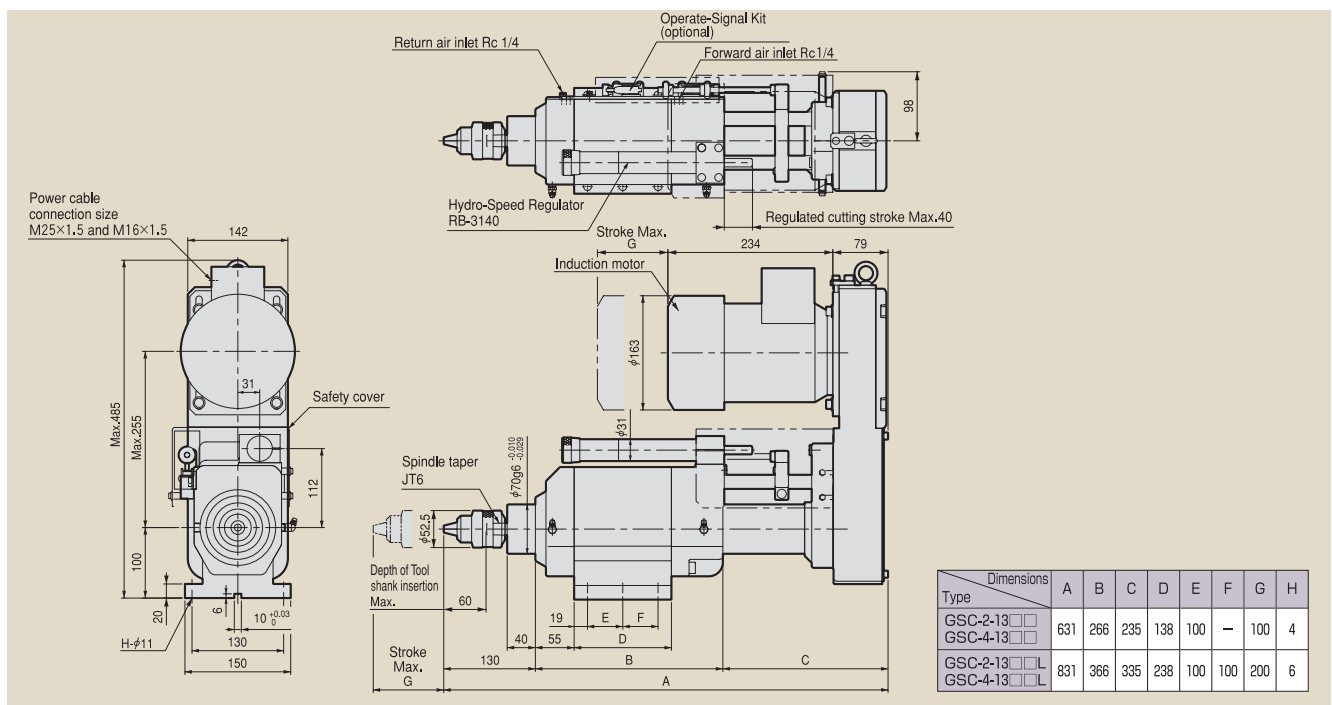 Operate-Signal Kit
(optional)
Return air inlet Rc 1/4
Forward air inlet Rc1/4
98
Power cable
connection size
M25×1.5 and M16×1.5
Hydro-Speed Regulator
RB-3140
Regulated cutting stroke Max.40
Stroke Max.
G
234
79
142
Induction motor
φ163
31
Safety cover
Max.485
Max.255
φ31
Spindle taper
JT6
φ70g6 -0.010
-0.029
112
φ52.5
100
Depth of Tool
shank insertion
Max.
60
20
6
10 +0.03
0
19
E
F
H-φ11
130
40
55
D
150
Stroke
Max.
130
B
C
G
A
Dimensions
Type
A B C D E F G H
GSC-2-13□□
GSC-4-13□□
631 266 235 138 100 – 100 4
GSC-2-13□□L
GSC-4-13□□L
831 366 335 238 100 100 200 6